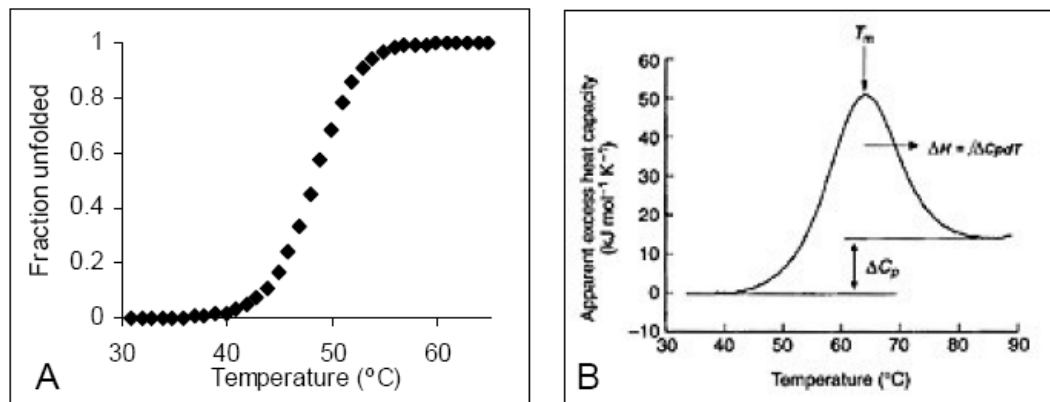 1
0.8
0.6
0.4
0.2
0
30 40 50 60
Fraction unfolded
Temperature (°C)
A
Tm
60
50
40
30
20
10
0
−10
30 40 50 60 70 80 90
Apparent excess heat capacity
(kJ mol⁻¹ K⁻¹)
ΔH = ∫ΔCpdT
ΔCp
Temperature (°C)
B